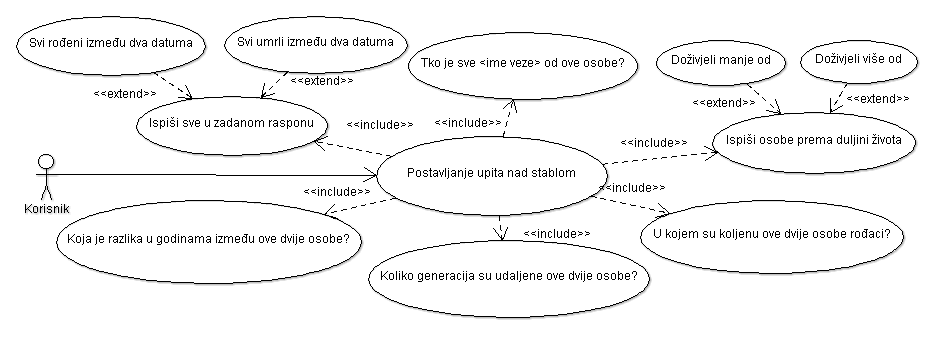 Svi rođeni između dva datuma
Svi umrli između dva datuma
Tko je sve <ime veze> od ove osobe?
Doživjeli manje od
Doživjeli više od
<<extend>>
<<extend>>
<<extend>>
<<extend>>
Ispiši sve u zadanom rasponu
<<include>>
<<include>>
Ispiši osobe prema duljini života
Postavljanje upita nad stablom
<<include>>
<<include>>
<<include>>
Korisnik
Koja je razlika u godinama između ove dvije osobe?
<<include>>
U kojem su koljenu ove dvije osobe rođaci?
Koliko generacija su udaljene ove dvije osobe?